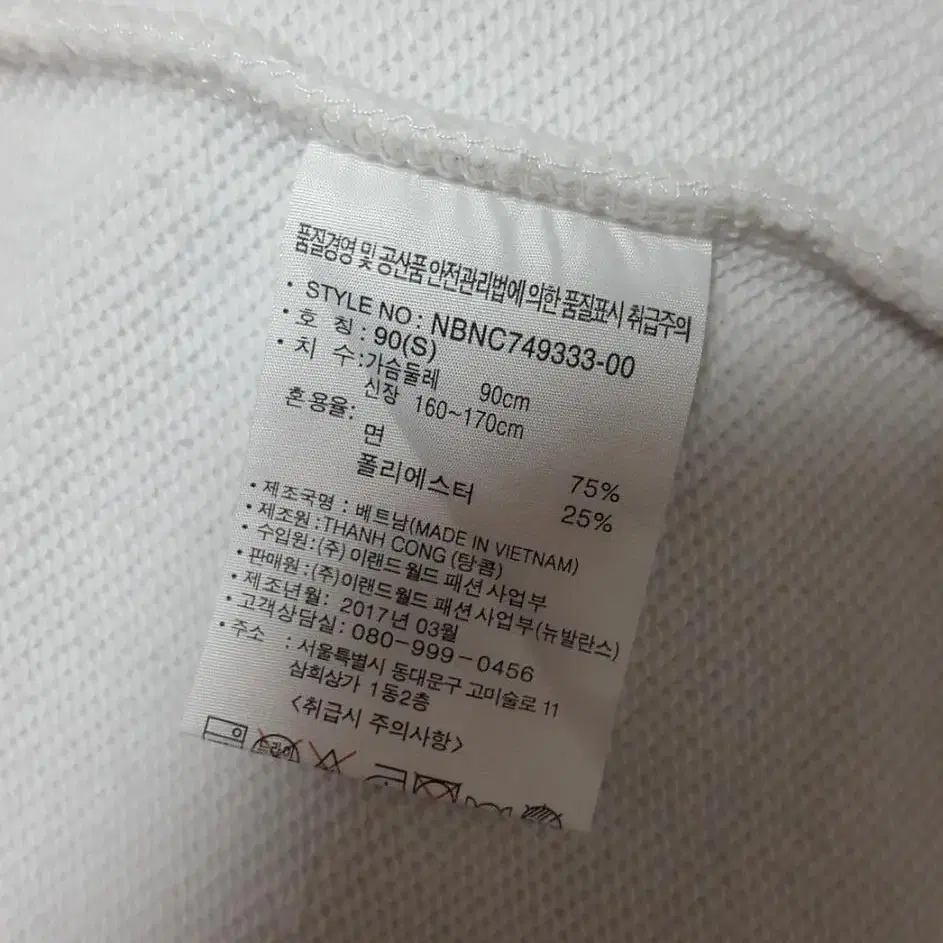 품질경영 및 공산품 안전관리법에 의한 품질표시 취급주의
• STYLE NO : NBNC749333-00
• 호 칭 : 90(S)
• 치 수 : 가슴둘레 90cm
신장 160~170cm
혼용율:
면 75%
폴리에스터 25%
• 제조국명 : 베트남(MADE IN VIETNAM)
• 제조원 : THANH CONG (탕콤)
• 수입원 : (주) 이랜드월드 패션 사업부
• 판매원 : (주)이랜드월드 패션 사업부(뉴발란스)
• 제조년월: 2017년 03월
• 고객상담실: 080-999-0456
• 주소 : 서울특별시 동대문구 고미술로 11
삼희상가 1동2층
<취급시 주의사항>
드라이